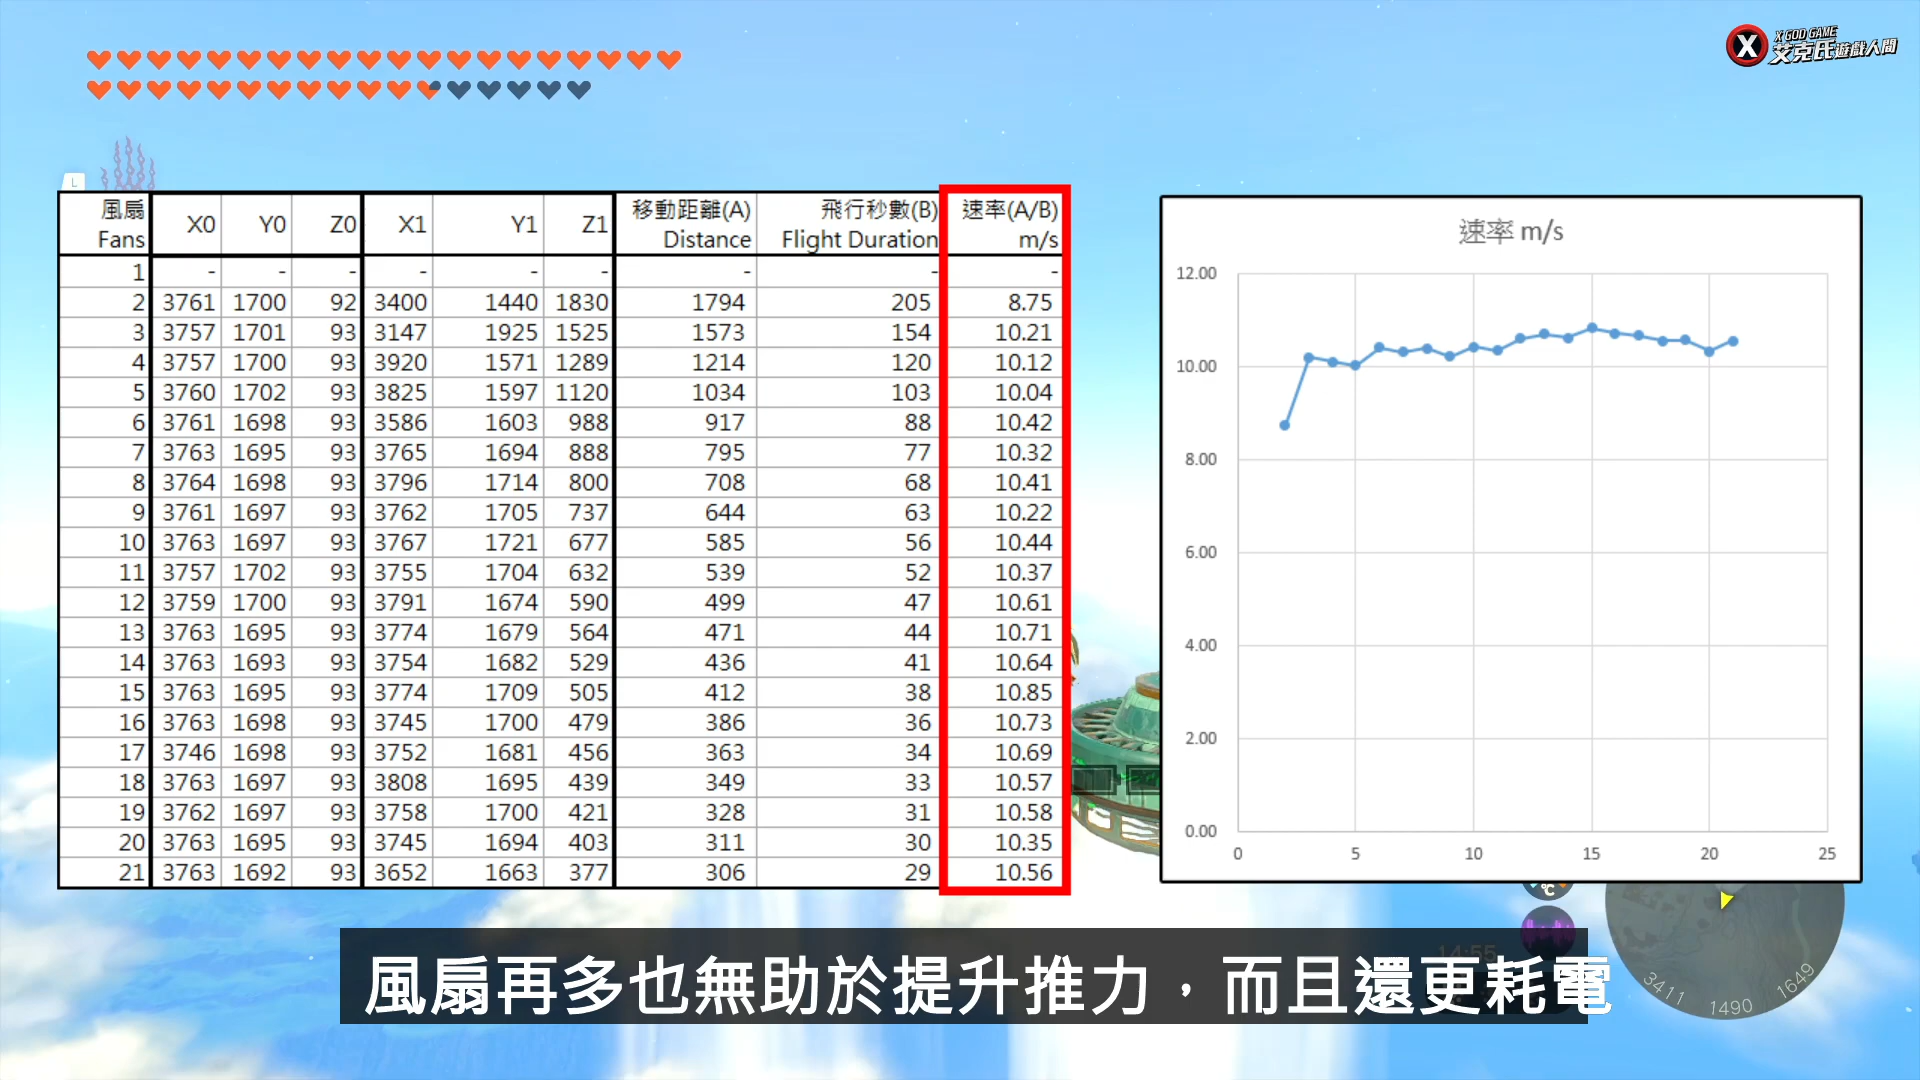 X GOD GAME
X 艾克氏遊戲人間
L
風扇 Fans X0 Y0 Z0 X1 Y1 Z1 移動距離(A) Distance 飛行秒數(B) Flight Duration 速率(A/B) m/s
1 - - - - - - - - -
2 3761 1700 92 3400 1440 1830 1794 205 8.75
3 3757 1701 93 3147 1925 1525 1573 154 10.21
4 3757 1700 93 3920 1571 1289 1214 120 10.12
5 3760 1702 93 3825 1597 1120 1034 103 10.04
6 3761 1698 93 3586 1603 988 917 88 10.42
7 3763 1695 93 3765 1694 888 795 77 10.32
8 3764 1698 93 3796 1714 800 708 68 10.41
9 3761 1697 93 3762 1705 737 644 63 10.22
10 3763 1697 93 3767 1721 677 585 56 10.44
11 3757 1702 93 3755 1704 632 539 52 10.37
12 3759 1700 93 3791 1674 590 499 47 10.61
13 3763 1695 93 3774 1679 564 471 44 10.71
14 3763 1693 93 3754 1682 529 436 41 10.64
15 3763 1695 93 3774 1709 505 412 38 10.85
16 3763 1698 93 3745 1700 479 386 36 10.73
17 3746 1698 93 3752 1681 456 363 34 10.69
18 3763 1697 93 3808 1695 439 349 33 10.57
19 3762 1697 93 3758 1700 421 328 31 10.58
20 3763 1695 93 3745 1694 403 311 30 10.35
21 3763 1692 93 3652 1663 377 306 29 10.56
速率 m/s
12.00
10.00
8.00
6.00
4.00
2.00
0.00
0 5 10 15 20 25
°C
14:55
3411 1490 1649
風扇再多也無助於提升推力，而且還更耗電